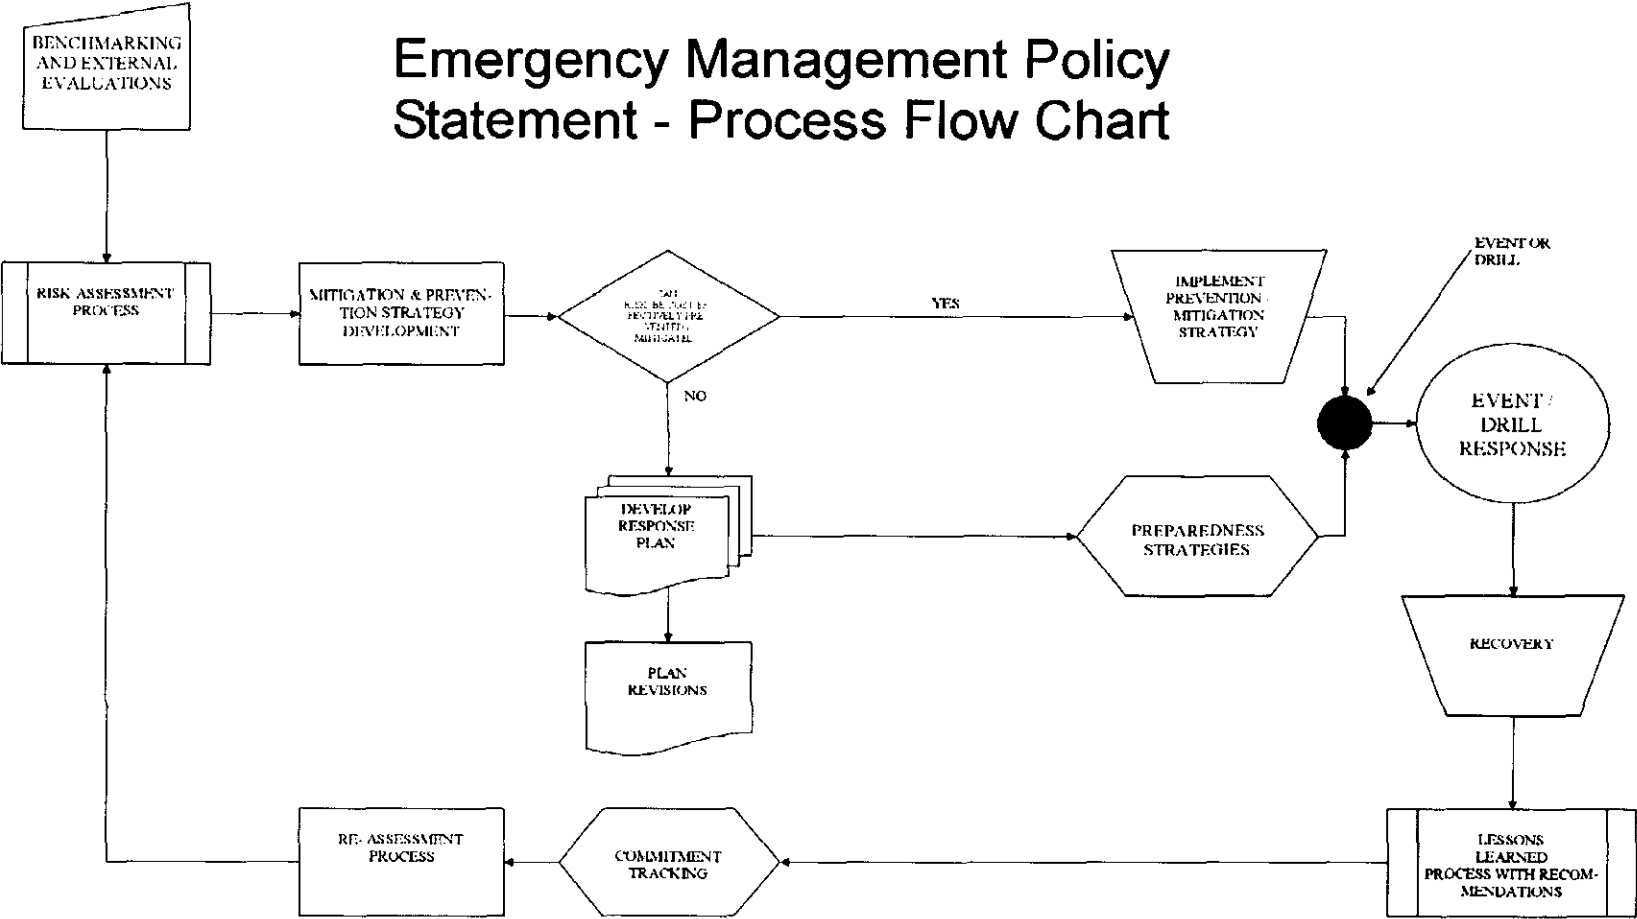 Emergency Management Policy
Statement - Process Flow Chart
BENCHMARKING
AND EXTERNAL
EVALUATIONS
EVENT OR
DRILL
RISK ASSESSMENT
PROCESS
MITIGATION & PREVEN-
TION STRATEGY
DEVELOPMENT
YES
IMPLEMENT
PREVENTION -
MITIGATION
STRATEGY
NO
EVENT /
DRILL
RESPONSE
DEVELOP
RESPONSE
PLAN
PREPAREDNESS
STRATEGIES
PLAN
REVISIONS
RECOVERY
RE- ASSESSMENT
PROCESS
COMMITMENT
TRACKING
LESSONS
LEARNED
PROCESS WITH RECOM-
MENDATIONS